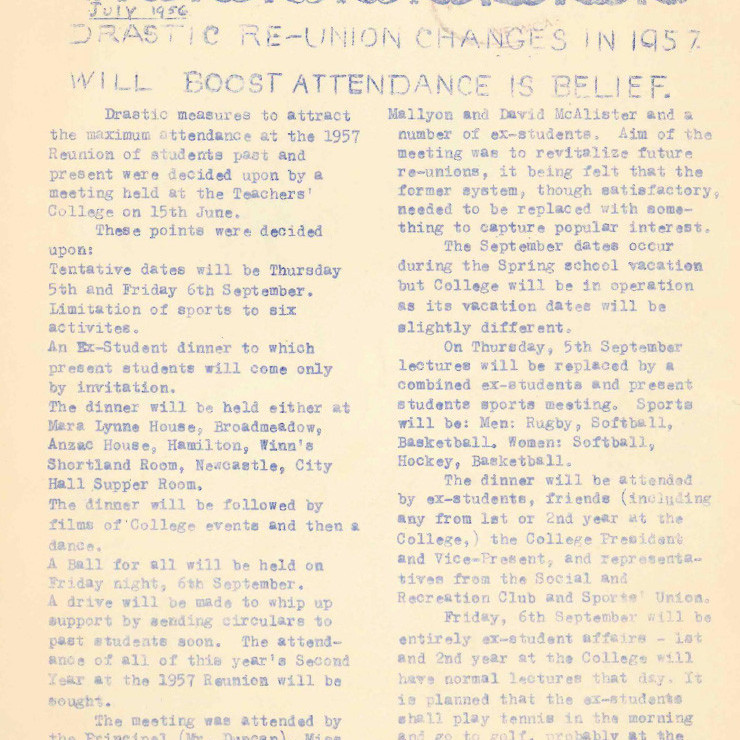 JULY 1956
DRASTIC RE-UNION CHANGES IN 1957
WILL BOOST ATTENDANCE IS BELIEF.
Drastic measures to attract
the maximum attendance at the 1957
Reunion of students past and
present were decided upon by a
meeting held at the Teachers'
College on 15th June.
These points were decided
upon:
Tentative dates will be Thursday
5th and Friday 6th September.
Limitation of sports to six
activites.
An Ex-Student dinner to which
present students will come only
by invitation.
The dinner will be held either at
Mara Lynne House, Broadmeadow,
Anzac House, Hamilton, Winn's
Shortland Room, Newcastle, City
Hall Supper Room.
The dinner will be followed by
films of College events and then a
dance.
A Ball for all will be held on
Friday night, 6th September.
A drive will be made to whip up
support by sending circulars to
past students soon. The attend-
ance of all of this year's Second
Year at the 1957 Reunion will be
sought.
The meeting was attended by
the Principal (Mr. Duncan), Miss
Mallyon and David McAlister and a
number of ex-students. Aim of the
meeting was to revitalize future
re-unions, it being felt that the
former system, though satisfactory,
needed to be replaced with some-
thing to capture popular interest.
The September dates occur
during the Spring school vacation
but College will be in operation
as its vacation dates will be
slightly different.
On Thursday, 5th September
lectures will be replaced by a
combined ex-students and present
students sports meeting. Sports
will be: Men: Rugby, Softball,
Basketball. Women: Softball,
Hockey, Basketball.
The dinner will be attended
by ex-students, friends (including
any from 1st or 2nd year at the
College,) the College President
and Vice-Present, and representa-
tives from the Social and
Recreation Club and Sports' Union.
Friday, 6th September will be
entirely ex-student affairs - 1st
and 2nd year at the College will
have normal lectures that day. It
is planned that the ex-students
shall play tennis in the morning
and go to golf, probably at the